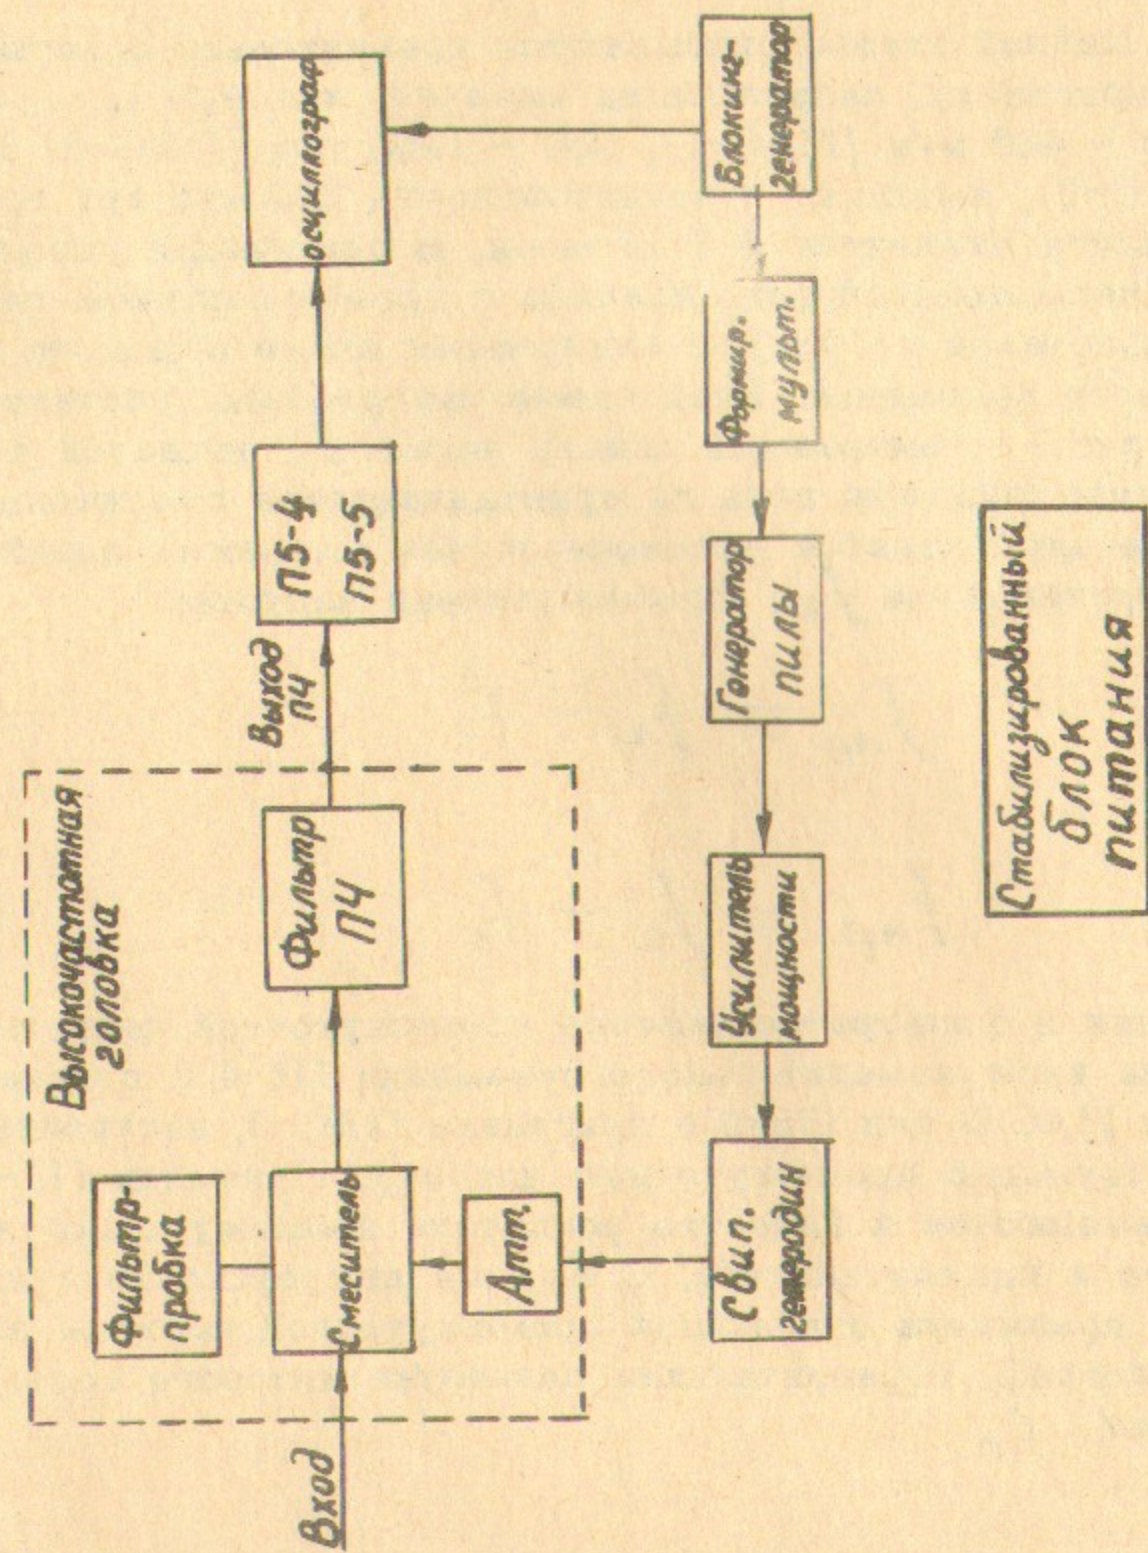 Высокочастотная
головка
Фильтр-
пробка
Вход
Смеситель
Фильтр
ПЧ
Выход
ПЧ
П5-4
П5-5
осциллограф
Атт.
Свип.
гетеродин
Усилитель
мощности
Генератор
пилы
Формир.
мульт.
Блокинг-
генератор
Стабилизированный
блок
питания